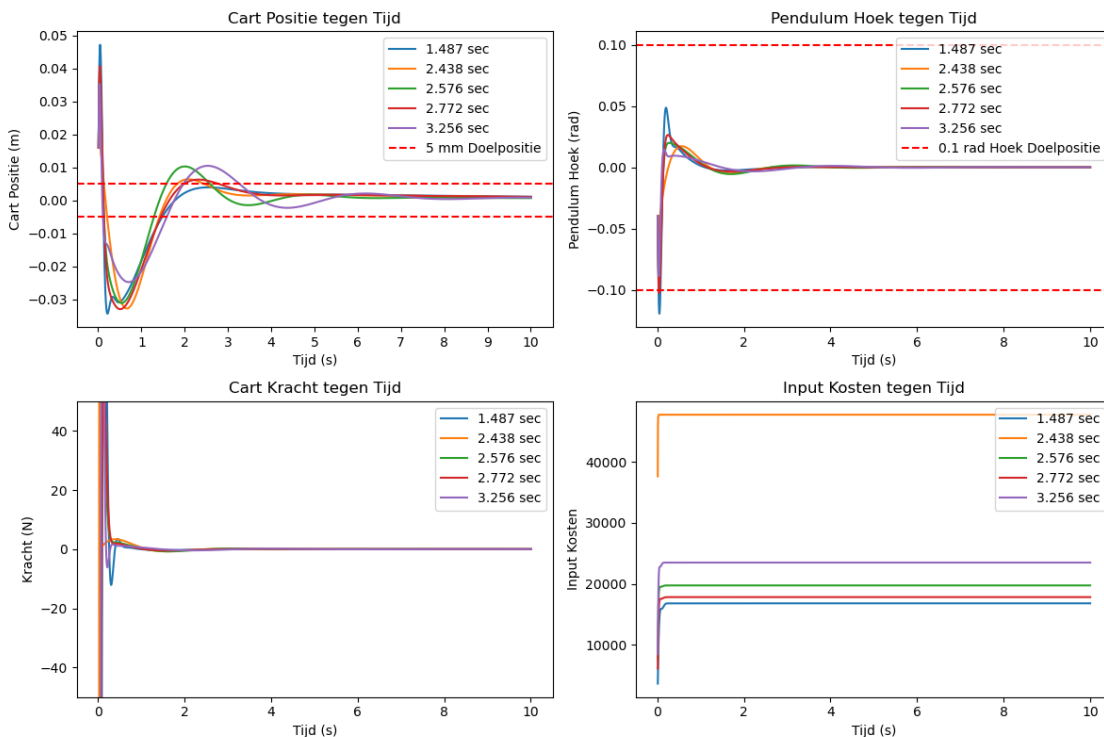 Cart Positie tegen Tijd
Cart Positie (m)
0.05
0.04
0.03
0.02
0.01
0.00
−0.01
−0.02
−0.03
0 1 2 3 4 5 6 7 8 9 10
Tijd (s)
1.487 sec
2.438 sec
2.576 sec
2.772 sec
3.256 sec
5 mm Doelpositie
Pendulum Hoek tegen Tijd
Pendulum Hoek (rad)
0.10
0.05
0.00
−0.05
−0.10
0 2 4 6 8 10
Tijd (s)
1.487 sec
2.438 sec
2.576 sec
2.772 sec
3.256 sec
0.1 rad Hoek Doelpositie
Cart Kracht tegen Tijd
Kracht (N)
40
20
0
−20
−40
0 2 4 6 8 10
Tijd (s)
1.487 sec
2.438 sec
2.576 sec
2.772 sec
3.256 sec
Input Kosten tegen Tijd
Input Kosten
40000
30000
20000
10000
0 2 4 6 8 10
Tijd (s)
1.487 sec
2.438 sec
2.576 sec
2.772 sec
3.256 sec